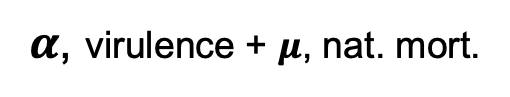 α, virulence + μ, nat. mort.